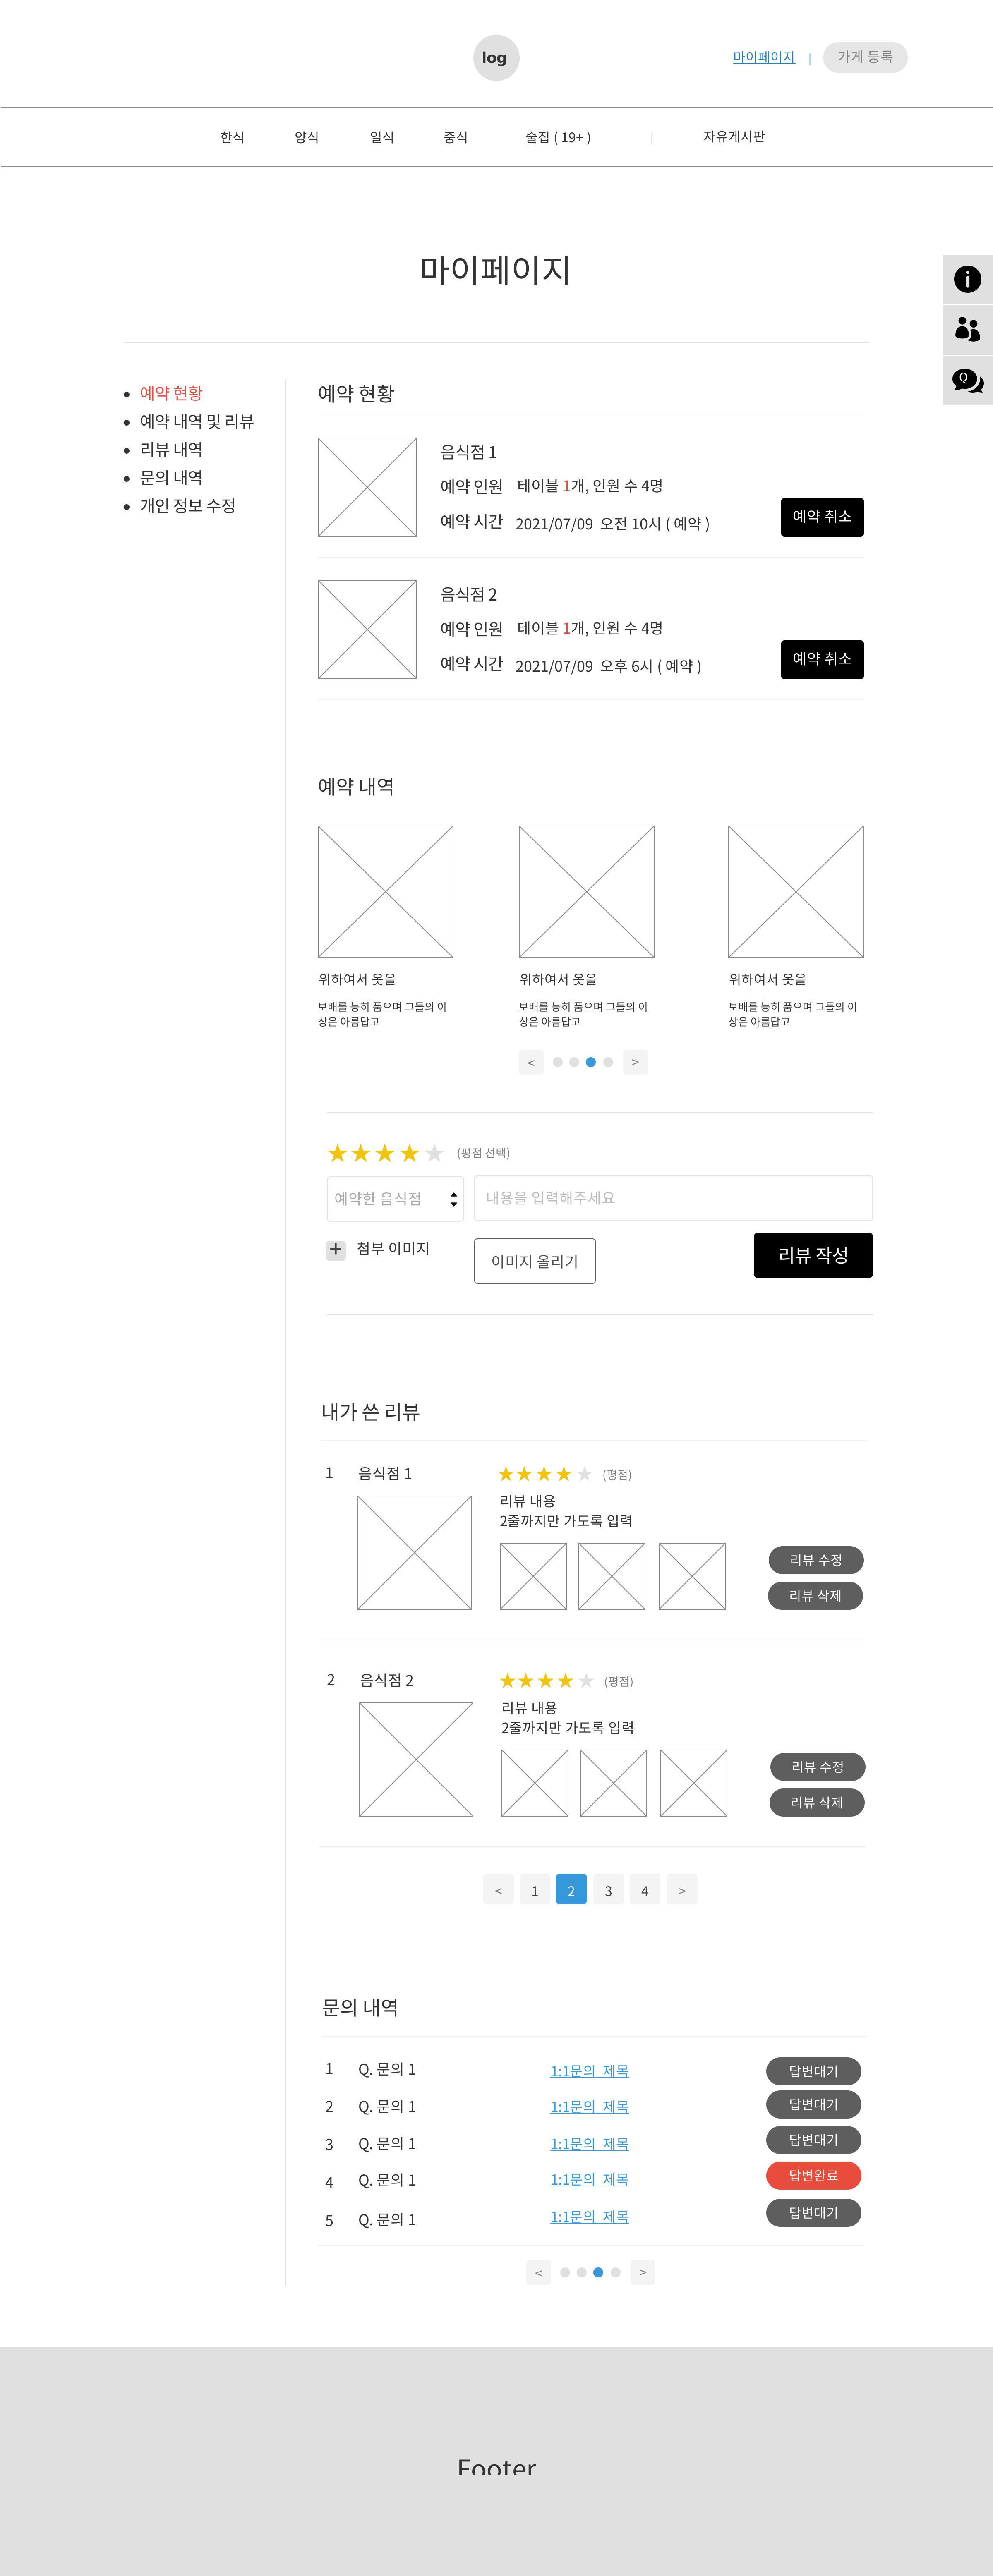 log
마이페이지 | 가게 등록
한식 양식 일식 중식 술집 ( 19+ ) | 자유게시판
마이페이지
예약 현황
예약 내역 및 리뷰
리뷰 내역
문의 내역
개인 정보 수정
예약 현황
음식점 1
예약 인원 테이블 1개, 인원 수 4명
예약 시간 2021/07/09 오전 10시 ( 예약 )
예약 취소
음식점 2
예약 인원 테이블 1개, 인원 수 4명
예약 시간 2021/07/09 오후 6시 ( 예약 )
예약 취소
예약 내역
위하여서 옷을
보배를 능히 품으며 그들의 이
상은 아름답고
위하여서 옷을
보배를 능히 품으며 그들의 이
상은 아름답고
위하여서 옷을
보배를 능히 품으며 그들의 이
상은 아름답고
< >
(평점 선택)
예약한 음식점 내용을 입력해주세요
+ 첨부 이미지 이미지 올리기 리뷰 작성
내가 쓴 리뷰
1 음식점 1 (평점)
리뷰 내용
2줄까지만 가도록 입력
리뷰 수정
리뷰 삭제
2 음식점 2 (평점)
리뷰 내용
2줄까지만 가도록 입력
리뷰 수정
리뷰 삭제
< 1 2 3 4 >
문의 내역
1 Q. 문의 1 1:1문의 제목 답변대기
2 Q. 문의 1 1:1문의 제목 답변대기
3 Q. 문의 1 1:1문의 제목 답변대기
4 Q. 문의 1 1:1문의 제목 답변완료
5 Q. 문의 1 1:1문의 제목 답변대기
< >
Footer
i
Q